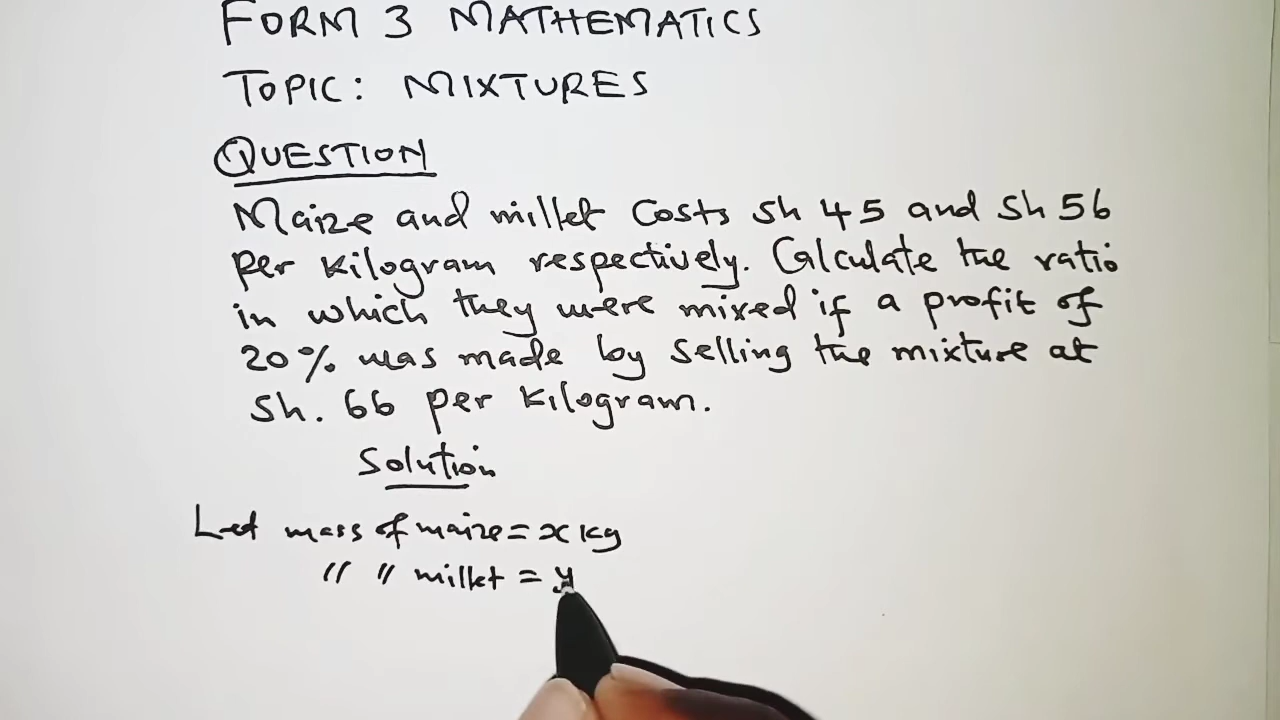 FORM 3 MATHEMATICS
TOPIC: MIXTURES
QUESTION
Maize and millet Costs Sh 45 and Sh 56
per kilogram respectively. Calculate the ratio
in which they were mixed if a profit of
20% was made by selling the mixture at
Sh. 66 per kilogram.
Solution
Let mass of maize = x kg
" " millet = y